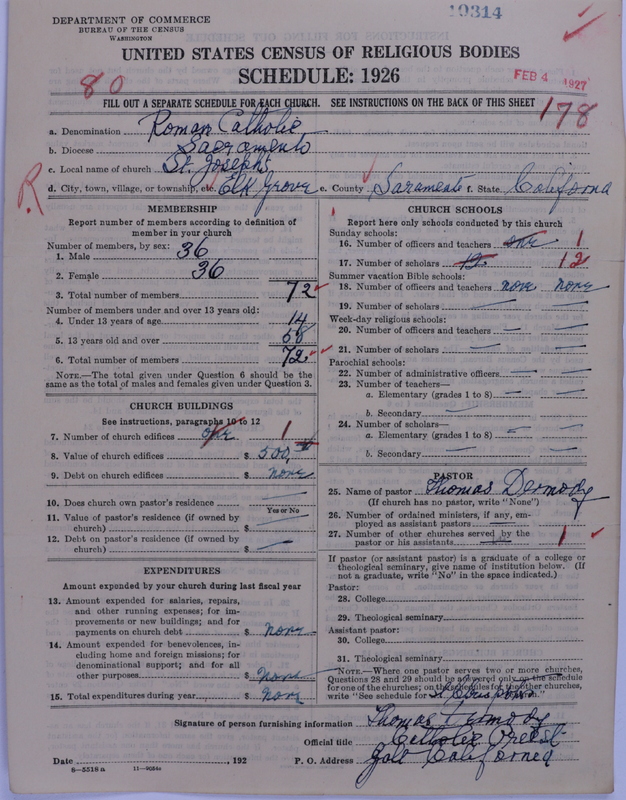 DEPARTMENT OF COMMERCE
BUREAU OF THE CENSUS
WASHINGTON
19314
UNITED STATES CENSUS OF RELIGIOUS BODIES
SCHEDULE: 1926
FEB 4 1927
80
178
FILL OUT A SEPARATE SCHEDULE FOR EACH CHURCH. SEE INSTRUCTIONS ON THE BACK OF THIS SHEET
a. Denomination Roman Catholic
b. Diocese Sacramento
c. Local name of church St. Joseph's
R
d. City, town, village, or township, etc. Elk Grove e. County Sacramento f. State California
MEMBERSHIP
Report number of members according to definition of
member in your church
Number of members, by sex:
1. Male 36
2. Female 36
3. Total number of members 72
Number of members under and over 13 years old:
4. Under 13 years of age 14
5. 13 years old and over 58
6. Total number of members 72
NOTE.—The total given under Question 6 should be the
same as the total of males and females given under Question 3.
CHURCH BUILDINGS
See instructions, paragraphs 10 to 12
7. Number of church edifices one 1
8. Value of church edifices $ 500
9. Debt on church edifices $ none
10. Does church own pastor's residence
Yes or No
11. Value of pastor's residence (if owned by
church) $
12. Debt on pastor's residence (if owned by
church) $
EXPENDITURES
Amount expended by your church during last fiscal year
13. Amount expended for salaries, repairs,
and other running expenses; for im-
provements or new buildings; and for
payments on church debt $ none
14. Amount expended for benevolences, in-
cluding home and foreign missions; for
denominational support; and for all
other purposes $ none
15. Total expenditures during year $ none
CHURCH SCHOOLS
Report here only schools conducted by this church
Sunday schools:
16. Number of officers and teachers one 1
17. Number of scholars 12 12
Summer vacation Bible schools:
18. Number of officers and teachers none none
19. Number of scholars
Week-day religious schools:
20. Number of officers and teachers
21. Number of scholars
Parochial schools:
22. Number of administrative officers
23. Number of teachers—
a. Elementary (grades 1 to 8)
b. Secondary
24. Number of scholars—
a. Elementary (grades 1 to 8)
b. Secondary
PASTOR
25. Name of pastor Thomas Dermody
(If church has no pastor, write "None")
26. Number of ordained ministers, if any, em-
ployed as assistant pastors
27. Number of other churches served by the
pastor or his assistants 1
If pastor (or assistant pastor) is a graduate of a college or
theological seminary, give name of institution below. (If
not a graduate, write "No" in the space indicated.)
Pastor:
28. College
29. Theological seminary
Assistant pastor:
30. College
31. Theological seminary
NOTE.—Where one pastor serves two or more churches,
Questions 28 and 29 should be answered only on the schedule
for one of the churches; on the schedules for the other churches,
write "See schedule for church."
Signature of person furnishing information Thomas Dermody
Official title Catholic Priest
Date , 192
P. O. Address Galt California
8—5518a 11—9054c